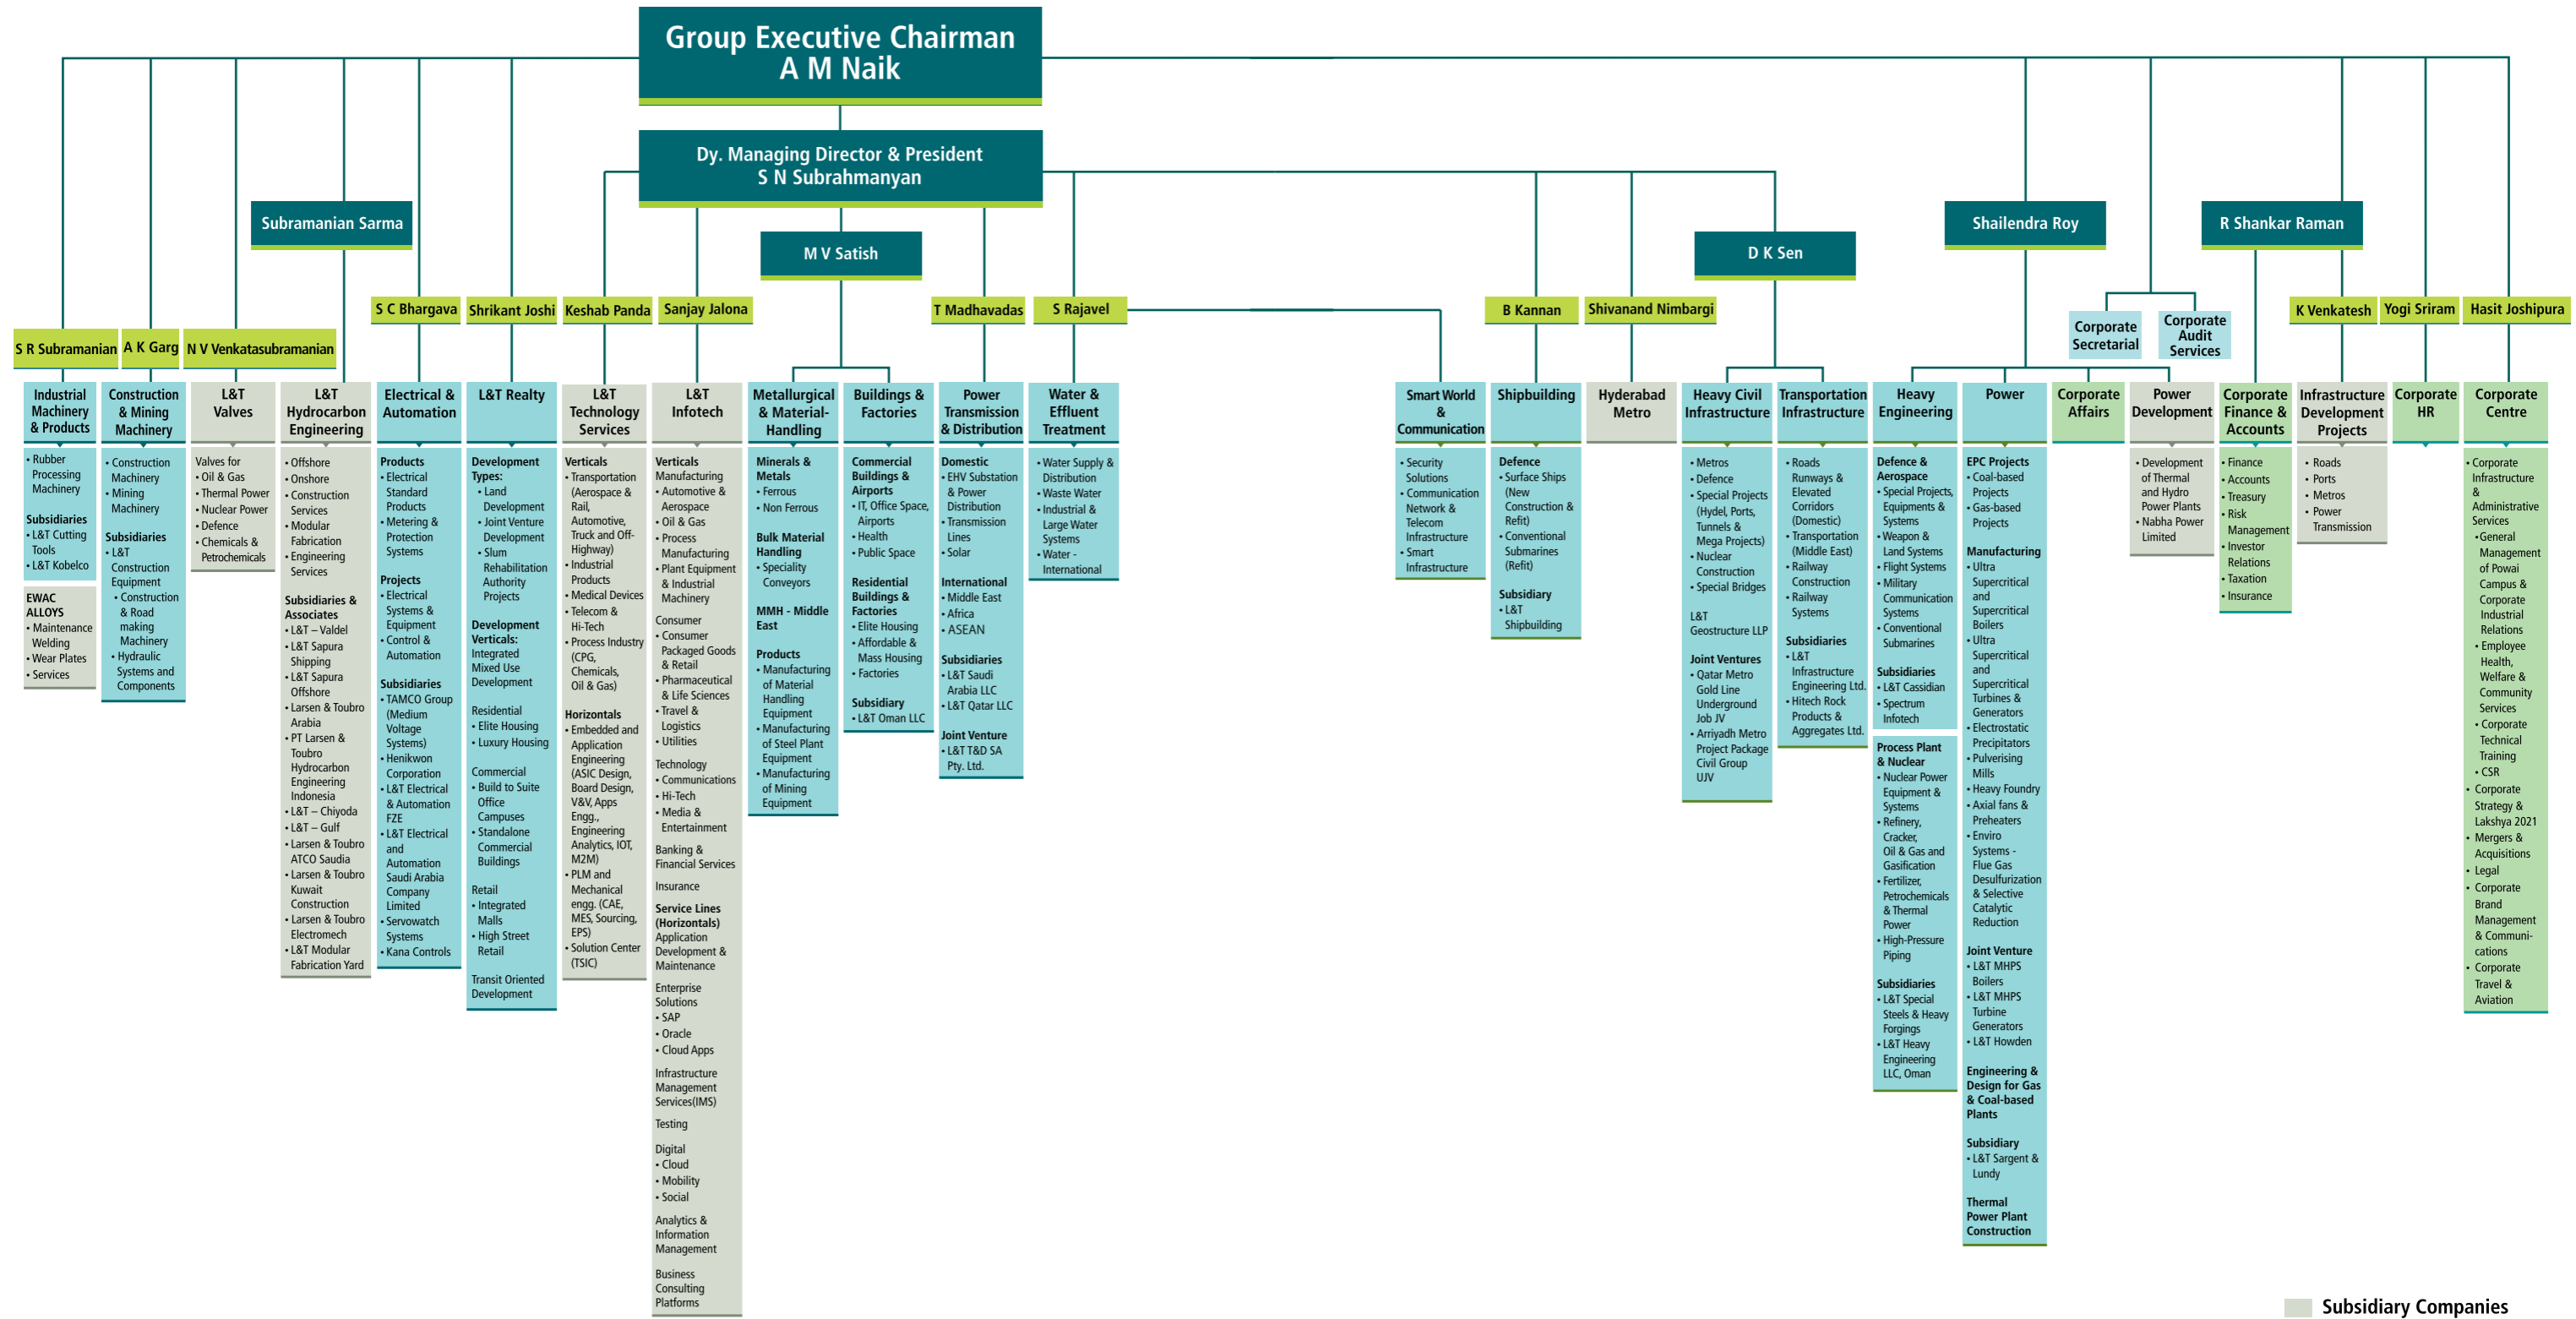 Group Executive Chairman
A M Naik
Dy. Managing Director & President
S N Subrahmanyan
Subramanian Sarma
M V Satish
D K Sen
Shailendra Roy
R Shankar Raman
S C Bhargava
Shrikant Joshi
Keshab Panda
Sanjay Jalona
T Madhavadas
S Rajavel
B Kannan
Shivanand Nimbargi
K Venkatesh
Yogi Sriram
Hasit Joshipura
S R Subramanian
A K Garg
N V Venkatasubramanian
Corporate
Secretarial
Corporate
Audit
Services
Industrial
Machinery
& Products
• Rubber
Processing
Machinery
Subsidiaries
• L&T Cutting
Tools
• L&T Kobelco
EWAC
ALLOYS
• Maintenance
Welding
• Wear Plates
• Services
Construction
& Mining
Machinery
• Construction
Machinery
• Mining
Machinery
Subsidiaries
• L&T
Construction
Equipment
• Construction
& Road
making
Machinery
• Hydraulic
Systems and
Components
L&T
Valves
Valves for
• Oil & Gas
• Thermal Power
• Nuclear Power
• Defence
• Chemicals &
Petrochemicals
L&T
Hydrocarbon
Engineering
• Offshore
• Onshore
• Construction
Services
• Modular
Fabrication
• Engineering
Services
Subsidiaries &
Associates
• L&T – Valdel
• L&T Sapura
Shipping
• L&T Sapura
Offshore
• Larsen & Toubro
Arabia
• PT Larsen &
Toubro
Hydrocarbon
Engineering
Indonesia
• L&T – Chiyoda
• L&T – Gulf
• Larsen & Toubro
ATCO Saudia
• Larsen & Toubro
Kuwait
Construction
• Larsen & Toubro
Electromech
• L&T Modular
Fabrication Yard
Electrical &
Automation
Products
• Electrical
Standard
Products
• Metering &
Protection
Systems
Projects
• Electrical
Systems &
Equipment
• Control &
Automation
Subsidiaries
• TAMCO Group
(Medium
Voltage
Systems)
• Henikwon
Corporation
• L&T Electrical
& Automation
FZE
• L&T Electrical
and
Automation
Saudi Arabia
Company
Limited
• Servowatch
Systems
• Kana Controls
L&T Realty
Development
Types:
• Land
Development
• Joint Venture
Development
• Slum
Rehabilitation
Authority
Projects
Development
Verticals:
Integrated
Mixed Use
Development
Residential
• Elite Housing
• Luxury Housing
Commercial
• Build to Suite
Office
Campuses
• Standalone
Commercial
Buildings
Retail
• Integrated
Malls
• High Street
Retail
Transit Oriented
Development
L&T
Technology
Services
Verticals
• Transportation
(Aerospace &
Rail,
Automotive,
Truck and Off-
Highway)
• Industrial
Products
• Medical Devices
• Telecom &
Hi-Tech
• Process Industry
(CPG,
Chemicals,
Oil & Gas)
Horizontals
• Embedded and
Application
Engineering
(ASIC Design,
Board Design,
V&V, Apps
Engg.,
Engineering
Analytics, IOT,
M2M)
• PLM and
Mechanical
engg. (CAE,
MES, Sourcing,
EPS)
• Solution Center
(TSIC)
L&T
Infotech
Verticals
Manufacturing
• Automotive &
Aerospace
• Oil & Gas
• Process
Manufacturing
• Plant Equipment
& Industrial
Machinery
Consumer
• Consumer
Packaged Goods
& Retail
• Pharmaceutical
& Life Sciences
• Travel &
Logistics
• Utilities
Technology
• Communications
• Hi-Tech
• Media &
Entertainment
Banking &
Financial Services
Insurance
Service Lines
(Horizontals)
Application
Development &
Maintenance
Enterprise
Solutions
• SAP
• Oracle
• Cloud Apps
Infrastructure
Management
Services(IMS)
Testing
Digital
• Cloud
• Mobility
• Social
Analytics &
Information
Management
Business
Consulting
Platforms
Metallurgical
& Material-
Handling
Minerals &
Metals
• Ferrous
• Non Ferrous
Bulk Material
Handling
• Speciality
Conveyors
MMH - Middle
East
Products
• Manufacturing
of Material
Handling
Equipment
• Manufacturing
of Steel Plant
Equipment
• Manufacturing
of Mining
Equipment
Buildings &
Factories
Commercial
Buildings &
Airports
• IT, Office Space,
Airports
• Health
• Public Space
Residential
Buildings &
Factories
• Elite Housing
• Affordable &
Mass Housing
• Factories
Subsidiary
• L&T Oman LLC
Power
Transmission
& Distribution
Domestic
• EHV Substation
& Power
Distribution
• Transmission
Lines
• Solar
International
• Middle East
• Africa
• ASEAN
Subsidiaries
• L&T Saudi
Arabia LLC
• L&T Qatar LLC
Joint Venture
• L&T T&D SA
Pty. Ltd.
Water &
Effluent
Treatment
• Water Supply &
Distribution
• Waste Water
• Industrial &
Large Water
Systems
• Water -
International
Smart World
&
Communication
• Security
Solutions
• Communication
Network &
Telecom
Infrastructure
• Smart
Infrastructure
Shipbuilding
Defence
• Surface Ships
(New
Construction &
Refit)
• Conventional
Submarines
(Refit)
Subsidiary
• L&T
Shipbuilding
Hyderabad
Metro
Heavy Civil
Infrastructure
• Metros
• Defence
• Special Projects
(Hydel, Ports,
Tunnels &
Mega Projects)
• Nuclear
Construction
• Special Bridges
L&T
Geostructure LLP
Joint Ventures
• Qatar Metro
Gold Line
Underground
Job JV
• Arriyadh Metro
Project Package
Civil Group
UJV
Transportation
Infrastructure
• Roads
Runways &
Elevated
Corridors
(Domestic)
• Transportation
(Middle East)
• Railway
Construction
• Railway
Systems
Subsidiaries
• L&T
Infrastructure
Engineering Ltd.
• Hitech Rock
Products &
Aggregates Ltd.
Heavy
Engineering
Defence &
Aerospace
• Special Projects,
Equipments &
Systems
• Weapon &
Land Systems
• Flight Systems
• Military
Communication
Systems
• Conventional
Submarines
Subsidiaries
• L&T Cassidian
• Spectrum
Infotech
Process Plant
& Nuclear
• Nuclear Power
Equipment &
Systems
• Refinery,
Cracker,
Oil & Gas and
Gasification
• Fertilizer,
Petrochemicals
& Thermal
Power
• High-Pressure
Piping
Subsidiaries
• L&T Special
Steels & Heavy
Forgings
• L&T Heavy
Engineering
LLC, Oman
Power
EPC Projects
• Coal-based
Projects
• Gas-based
Projects
Manufacturing
• Ultra
Supercritical
and
Supercritical
Boilers
• Ultra
Supercritical
and
Supercritical
Turbines &
Generators
• Electrostatic
Precipitators
• Pulverising
Mills
• Heavy Foundry
• Axial fans &
Preheaters
• Enviro
Systems -
Flue Gas
Desulfurization
& Selective
Catalytic
Reduction
Joint Venture
• L&T MHPS
Boilers
• L&T MHPS
Turbine
Generators
• L&T Howden
Engineering &
Design for Gas
& Coal-based
Plants
Subsidiary
• L&T Sargent &
Lundy
Thermal
Power Plant
Construction
Corporate
Affairs
Power
Development
• Development
of Thermal
and Hydro
Power Plants
• Nabha Power
Limited
Corporate
Finance &
Accounts
• Finance
• Accounts
• Treasury
• Risk
Management
• Investor
Relations
• Taxation
• Insurance
Infrastructure
Development
Projects
• Roads
• Ports
• Metros
• Power
Transmission
Corporate
HR
Corporate
Centre
• Corporate
Infrastructure
&
Administrative
Services
• General
Management
of Powai
Campus &
Corporate
Industrial
Relations
• Employee
Health,
Welfare &
Community
Services
• Corporate
Technical
Training
• CSR
• Corporate
Strategy &
Lakshya 2021
• Mergers &
Acquisitions
• Legal
• Corporate
Brand
Management
& Communi-
cations
• Corporate
Travel &
Aviation
Subsidiary Companies